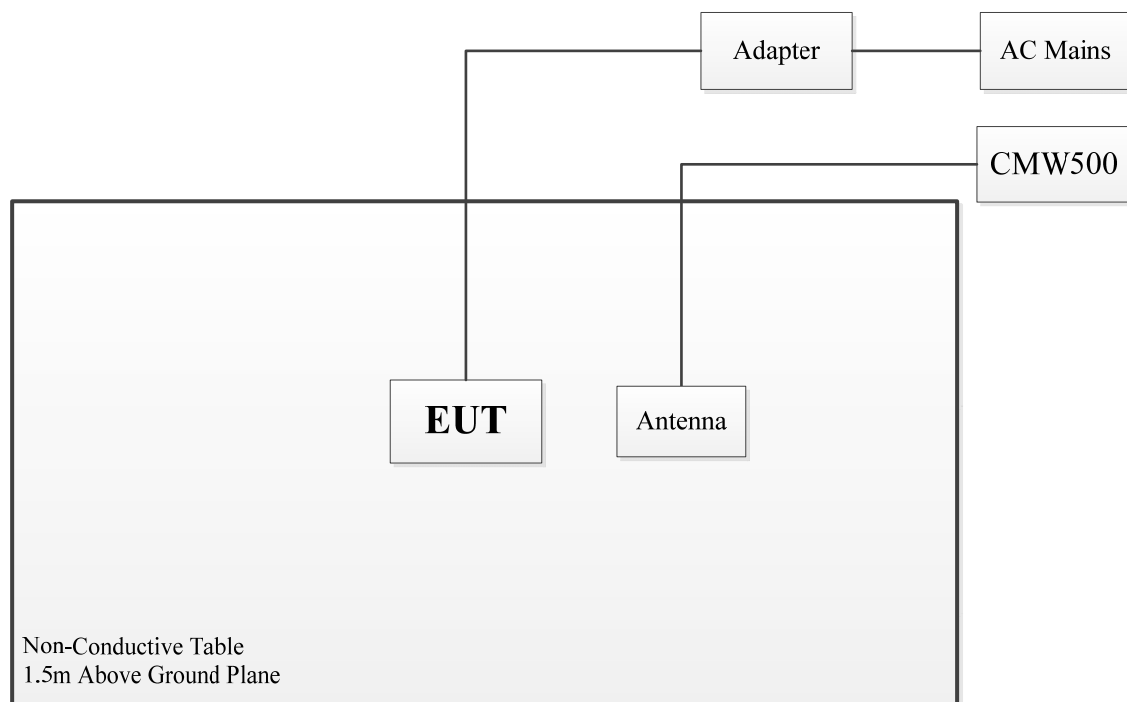 Adapter
AC Mains
CMW500
EUT
Antenna
Non-Conductive Table
1.5m Above Ground Plane